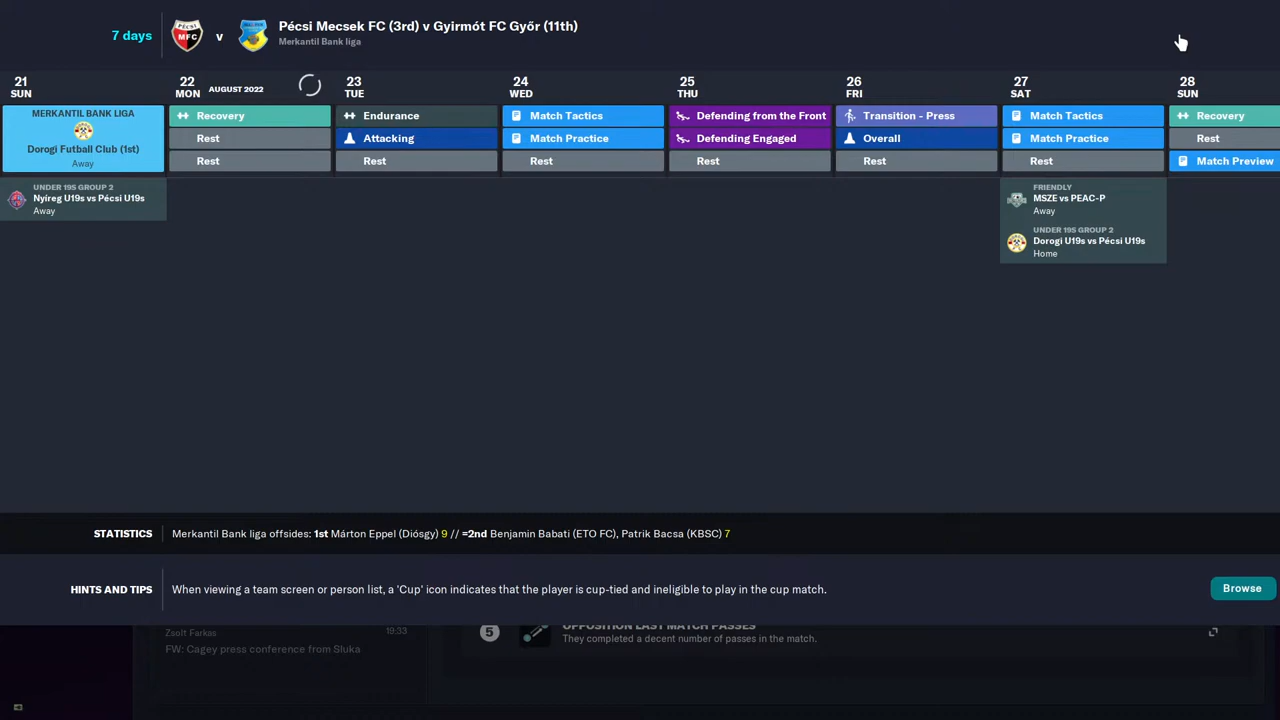 Pécsi Mecsek FC (3rd) v Gyirmót FC Győr (11th)
7 days
PÉCSI
MFC
v
Merkantil Bank liga
21
SUN
22
MON
AUGUST 2022
23
TUE
24
WED
25
THU
26
FRI
27
SAT
28
SUN
MERKANTIL BANK LIGA
Dorogi Futball Club (1st)
Away
Recovery
Rest
Rest
Endurance
Attacking
Rest
Match Tactics
Match Practice
Rest
Defending from the Front
Defending Engaged
Rest
Transition - Press
Overall
Rest
Match Tactics
Match Practice
Rest
Recovery
Rest
Match Preview
UNDER 19S GROUP 2
Nyíreg U19s vs Pécsi U19s
Away
FRIENDLY
MSZE vs PEAC-P
Away
UNDER 19S GROUP 2
Dorogi U19s vs Pécsi U19s
Home
STATISTICS
Merkantil Bank liga offsides: 1st Márton Eppel (Diósgy) 9 // =2nd Benjamin Babati (ETO FC), Patrik Bacsa (KBSC) 7
HINTS AND TIPS
When viewing a team screen or person list, a 'Cup' icon indicates that the player is cup-tied and ineligible to play in the cup match.
Browse
Zsolt Farkas
19:33
FW: Cagey press conference from Sluka
5
OPPOSITION LAST MATCH PASSES
They completed a decent number of passes in the match.